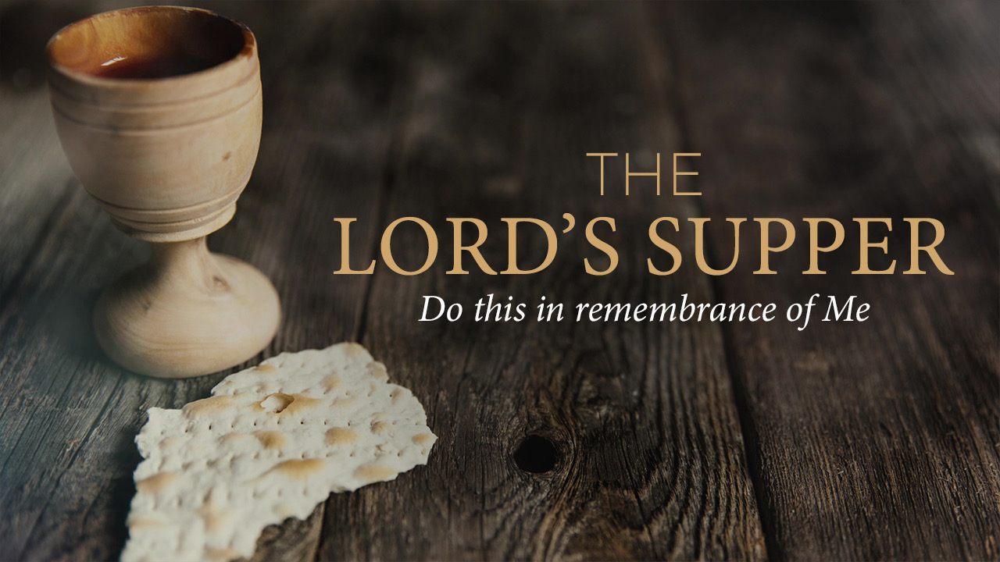 THE
LORD’S SUPPER
Do this in remembrance of Me